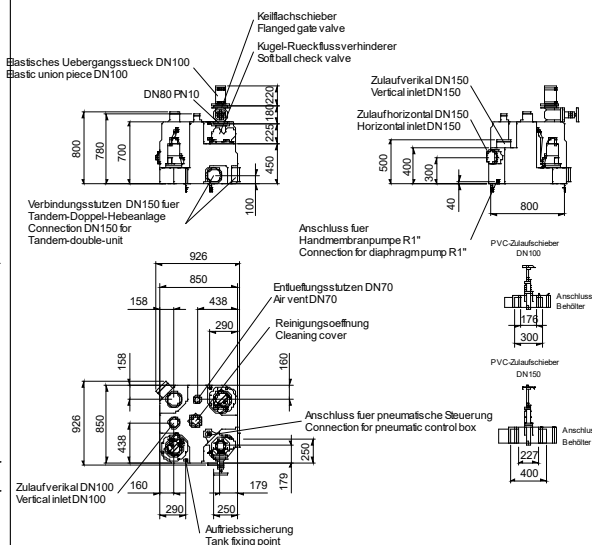 Keilflachschieber
Flanged gate valve
Kugel-Rueckflussverhinderer
Soft ball check valve
Elastisches Uebergangsstueck DN100
Elastic union piece DN100
DN80 PN10
220
180
225
450
100
800
780
700
Verbindungsstutzen DN150 fuer
Tandem-Doppel-Hebeanlage
Connection DN150 for
Tandem-double-unit
Zulauf verikal DN150
Vertical inlet DN150
Zulauf horizontal DN150
Horizontal inlet DN150
500
400
300
40
800
Anschluss fuer
Handmembranpumpe R1"
Connection for diaphragm pump R1"
PVC-Zulaufschieber
DN100
Anschluss
Behölter
176
300
PVC-Zulaufschieber
DN150
Anschluss
Behölter
227
400
926
850
158
438
290
Entlueftungsstutzen DN70
Air vent DN70
Reinigungsoeffnung
Cleaning cover
158
160
926
850
438
Anschluss fuer pneumatische Steuerung
Connection for pneumatic control box
250
179
Zulauf verikal DN100
Vertical inlet DN100
160
179
290
250
Auftriebssicherung
Tank fixing point